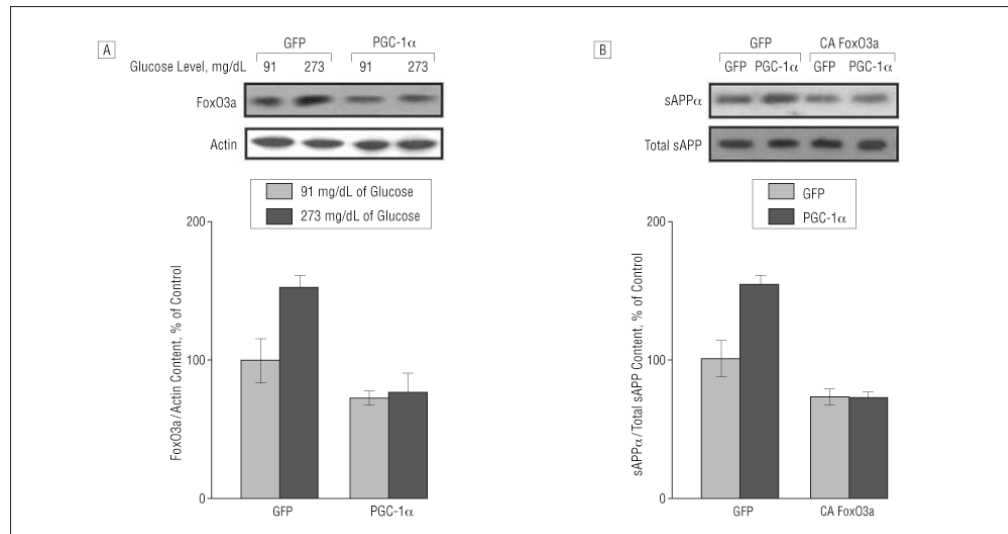 A
GFP PGC-1α
Glucose Level, mg/dL 91 273 91 273
FoxO3a
Actin
91 mg/dL of Glucose
273 mg/dL of Glucose
FoxO3a/Actin Content, % of Control
200
100
0
GFP PGC-1α
B
GFP CA FoxO3a
GFP PGC-1α GFP PGC-1α
sAPPα
Total sAPP
GFP
PGC-1α
sAPPα/Total sAPP Content, % of Control
200
100
0
GFP CA FoxO3a